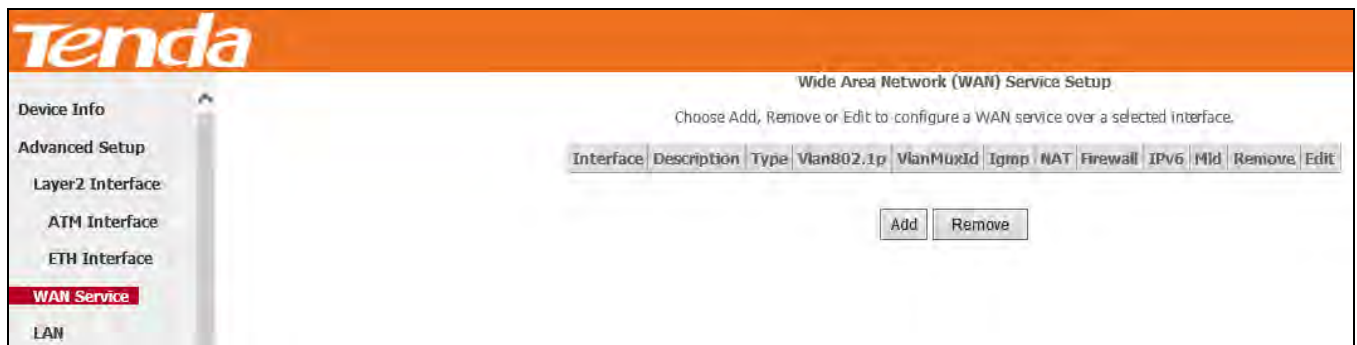 Tenda
Device Info
Advanced Setup
Layer2 Interface
ATM Interface
ETH Interface
WAN Service
LAN
Wide Area Network (WAN) Service Setup
Choose Add, Remove or Edit to configure a WAN service over a selected interface.
Interface Description Type Vlan802.1p VlanMuxId Igmp NAT Firewall IPv6 Mld Remove Edit
Add Remove